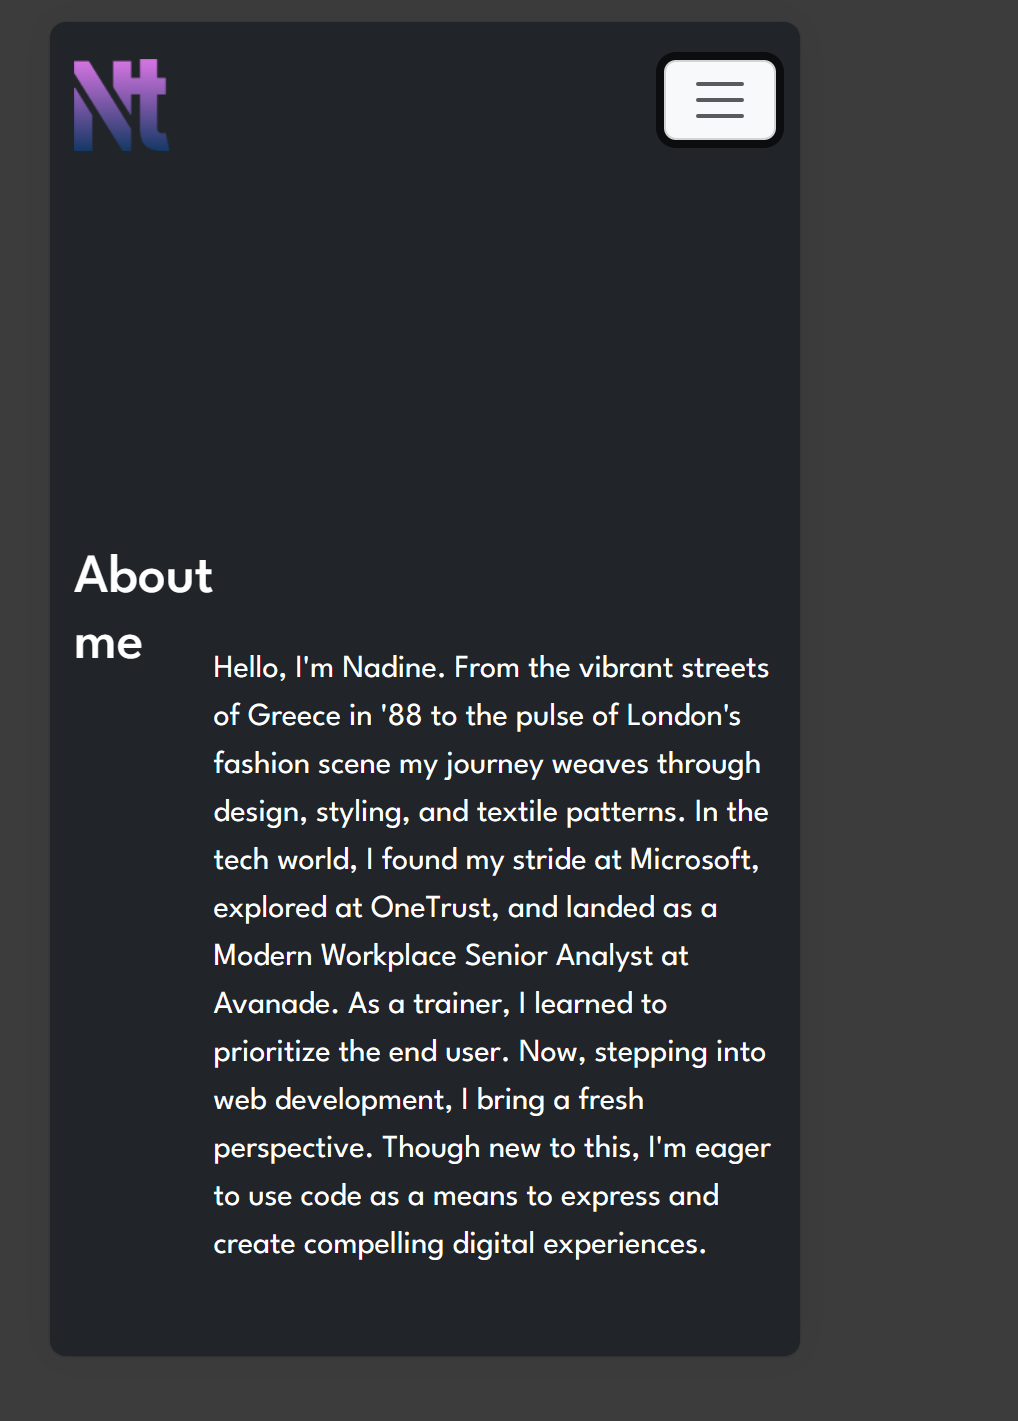 Nt
About
me
Hello, I'm Nadine. From the vibrant streets
of Greece in '88 to the pulse of London's
fashion scene my journey weaves through
design, styling, and textile patterns. In the
tech world, I found my stride at Microsoft,
explored at OneTrust, and landed as a
Modern Workplace Senior Analyst at
Avanade. As a trainer, I learned to
prioritize the end user. Now, stepping into
web development, I bring a fresh
perspective. Though new to this, I'm eager
to use code as a means to express and
create compelling digital experiences.